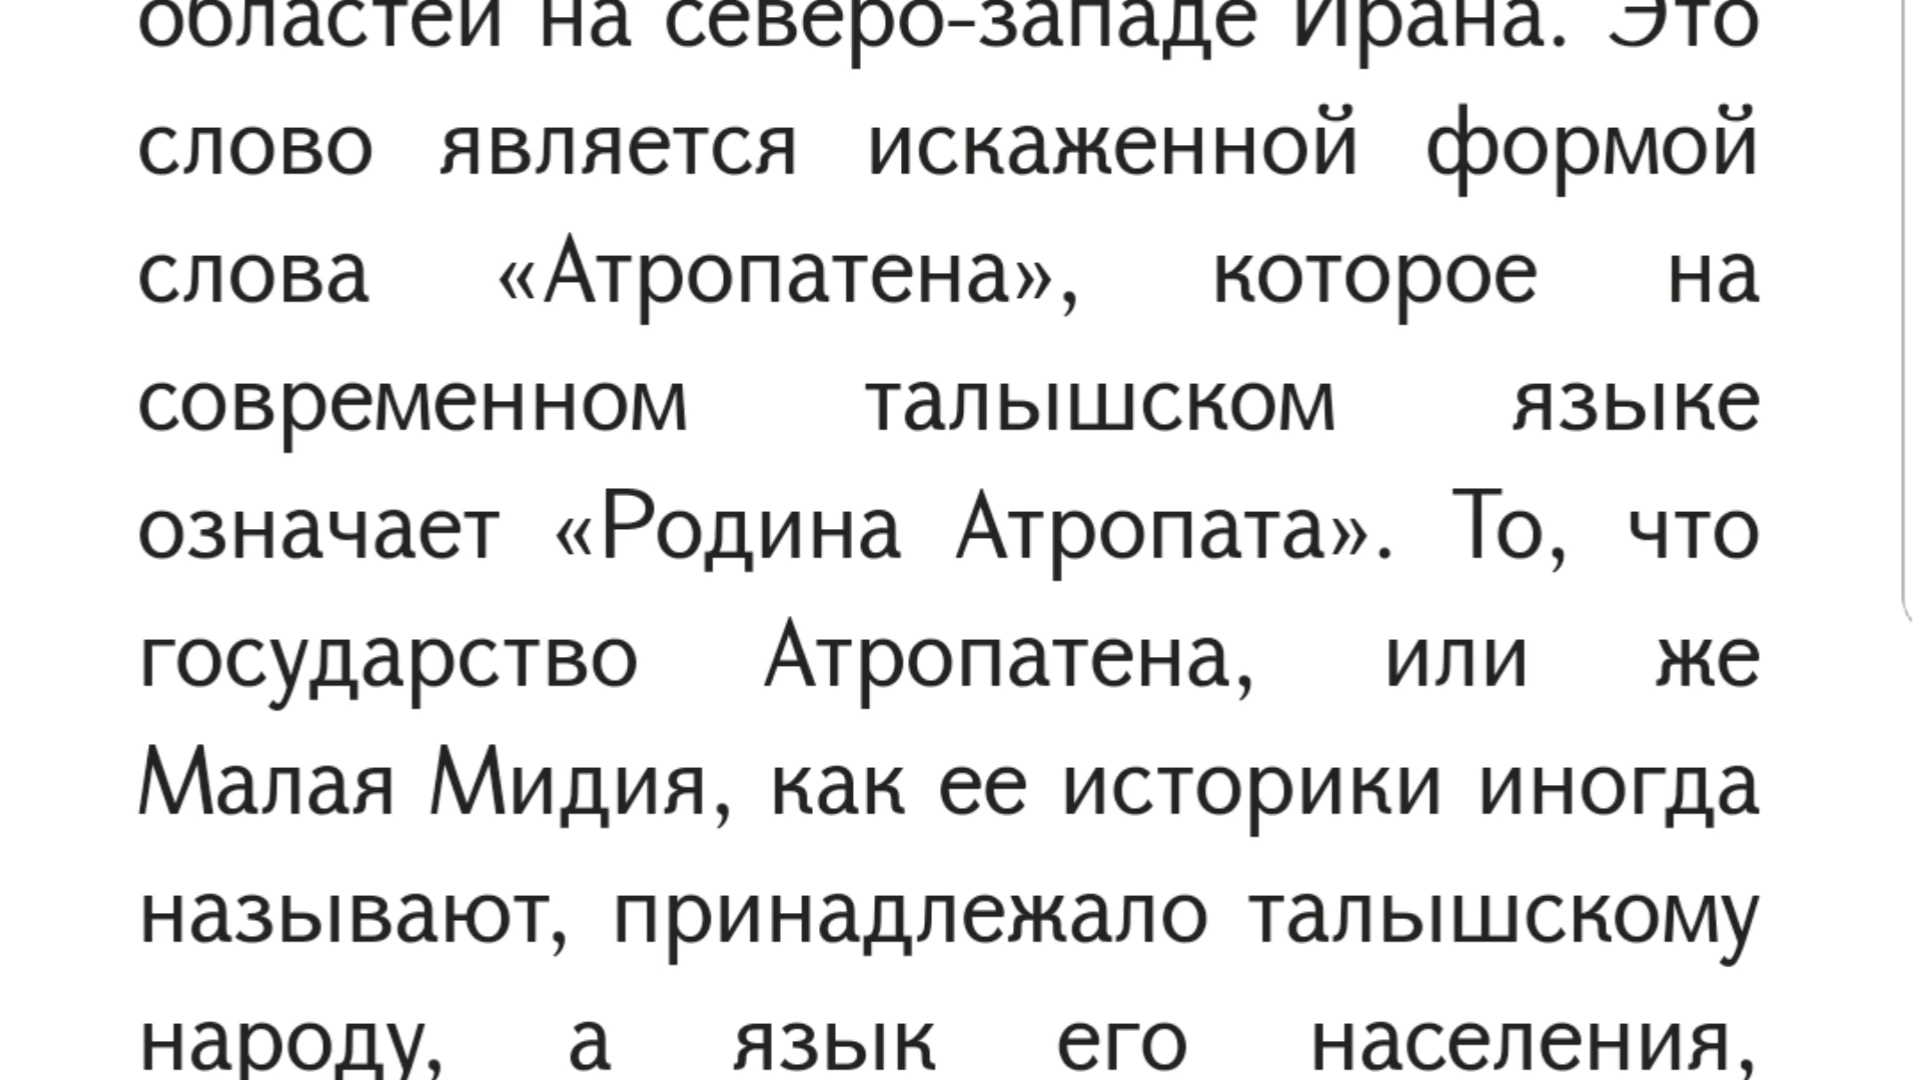 областей на северо-западе Ирана. Это
слово является искаженной формой
слова «Атропатена», которое на
современном талышском языке
означает «Родина Атропата». То, что
государство Атропатена, или же
Малая Мидия, как ее историки иногда
называют, принадлежало талышскому
народу, а язык его населения,